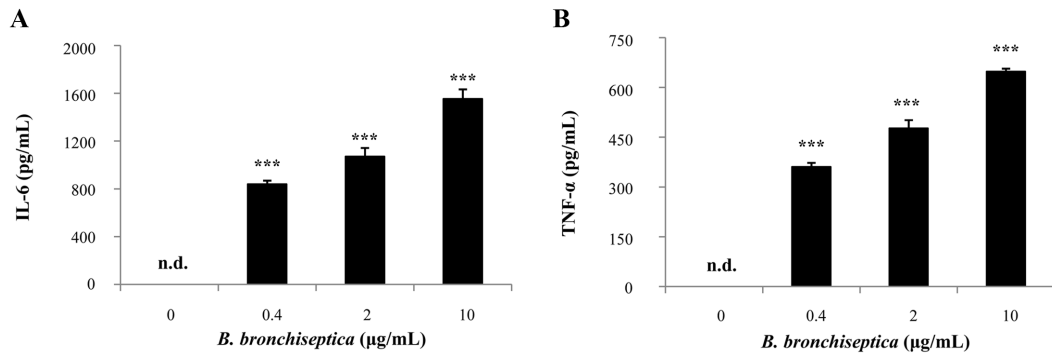 A
IL-6 (pg/mL)
2000
1600
1200
800
400
0
n.d.
***
***
***
0 0.4 2 10
B. bronchiseptica (µg/mL)
B
TNF-α (pg/mL)
750
600
450
300
150
0
n.d.
***
***
***
0 0.4 2 10
B. bronchiseptica (µg/mL)